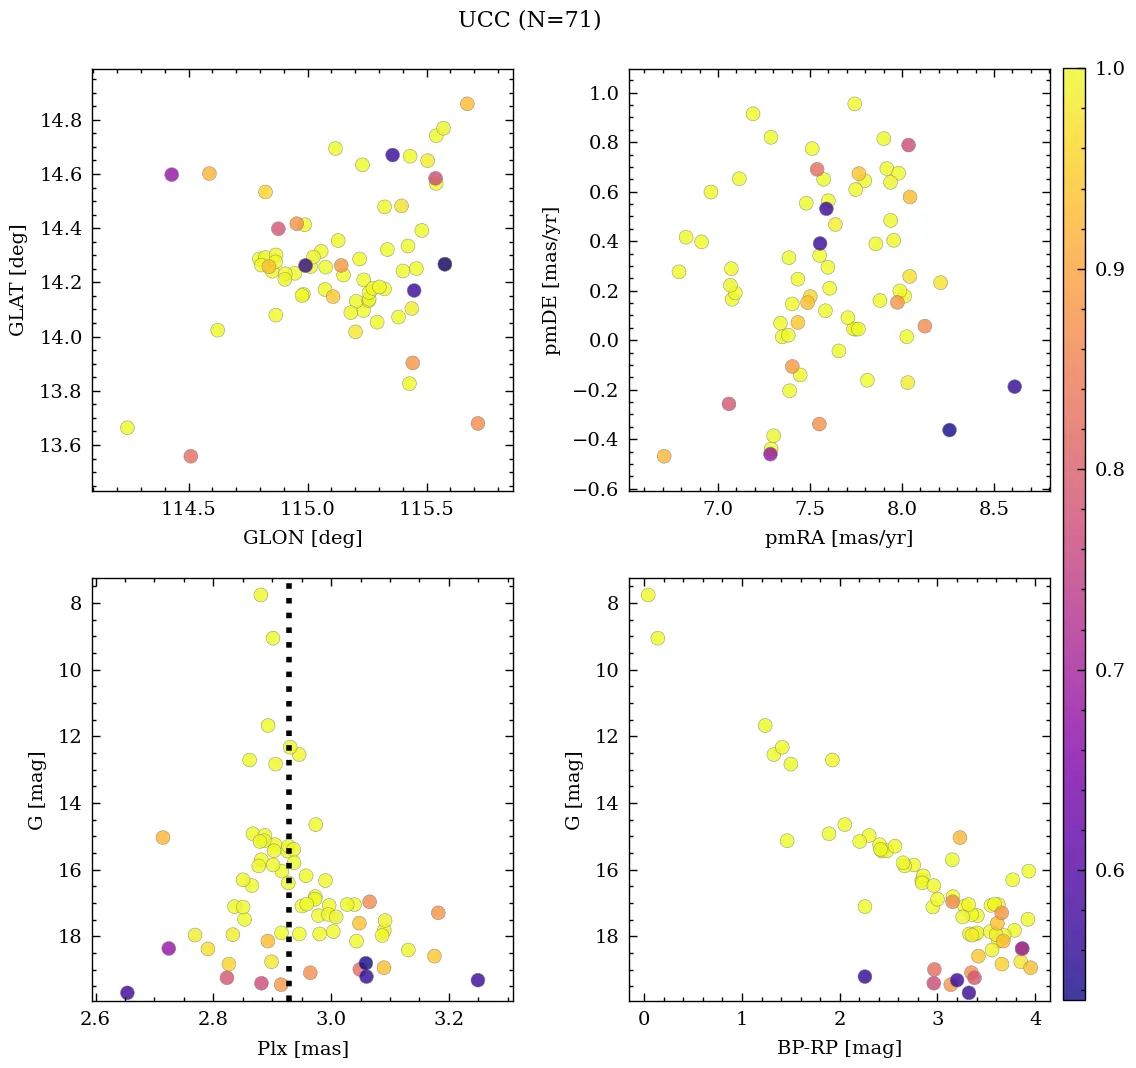 UCC (N=71)
14.8
14.6
14.4
14.2
14.0
13.8
13.6
GLAT [deg]
114.5 115.0 115.5
GLON [deg]
1.0
0.8
0.6
0.4
0.2
0.0
−0.2
−0.4
−0.6
pmDE [mas/yr]
7.0 7.5 8.0 8.5
pmRA [mas/yr]
1.0
0.9
0.8
0.7
0.6
8
10
12
14
16
18
G [mag]
2.6 2.8 3.0 3.2
Plx [mas]
8
10
12
14
16
18
G [mag]
0 1 2 3 4
BP-RP [mag]